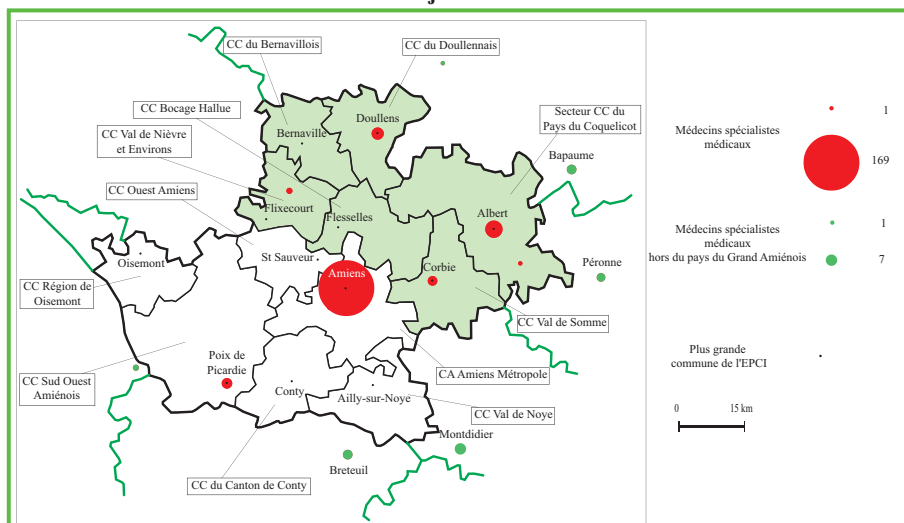 CC du Bernavillois
CC du Doullennais
CC Bocage Hallue
Doullens
Secteur CC du
Pays du Coquelicot
Bernaville
CC Val de Nièvre
et Environs
Bapaume
CC Ouest Amiens
Flixecourt
Flesselles
Albert
Oisemont
St Sauveur
Amiens
Corbie
Péronne
CC Région de
Oisemont
CC Val de Somme
Poix de
Picardie
CA Amiens Métropole
CC Sud Ouest
Amiénois
Conty
Ailly-sur-Noye
CC Val de Noye
Montdidier
Breteuil
CC du Canton de Conty
1
Médecins spécialistes
médicaux
169
1
Médecins spécialistes
médicaux
hors du pays du Grand Amiénois
7
Plus grande
commune de l'EPCI
0 15 km